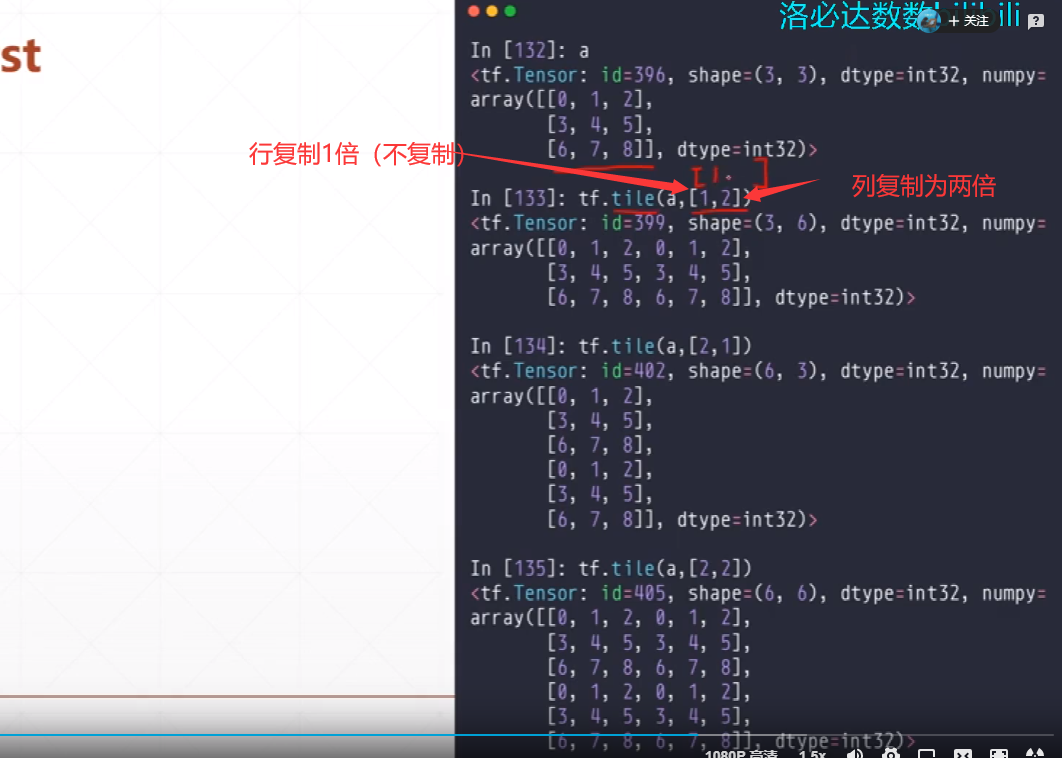 洛必达数数 bilibili
+ 关注
st
In [132]: a
<tf.Tensor: id=396, shape=(3, 3), dtype=int32, numpy=
array([[0, 1, 2],
[3, 4, 5],
[6, 7, 8]], dtype=int32)>
行复制1倍（不复制）
[1
]
In [133]: tf.tile(a,[1,2])
列复制为两倍
<tf.Tensor: id=399, shape=(3, 6), dtype=int32, numpy=
array([[0, 1, 2, 0, 1, 2],
[3, 4, 5, 3, 4, 5],
[6, 7, 8, 6, 7, 8]], dtype=int32)>
In [134]: tf.tile(a,[2,1])
<tf.Tensor: id=402, shape=(6, 3), dtype=int32, numpy=
array([[0, 1, 2],
[3, 4, 5],
[6, 7, 8],
[0, 1, 2],
[3, 4, 5],
[6, 7, 8]], dtype=int32)>
In [135]: tf.tile(a,[2,2])
<tf.Tensor: id=405, shape=(6, 6), dtype=int32, numpy=
array([[0, 1, 2, 0, 1, 2],
[3, 4, 5, 3, 4, 5],
[6, 7, 8, 6, 7, 8],
[0, 1, 2, 0, 1, 2],
[3, 4, 5, 3, 4, 5],
[6, 7, 8, 6, 7, 8]], dtype=int32)>
1080P 高清 1.5x